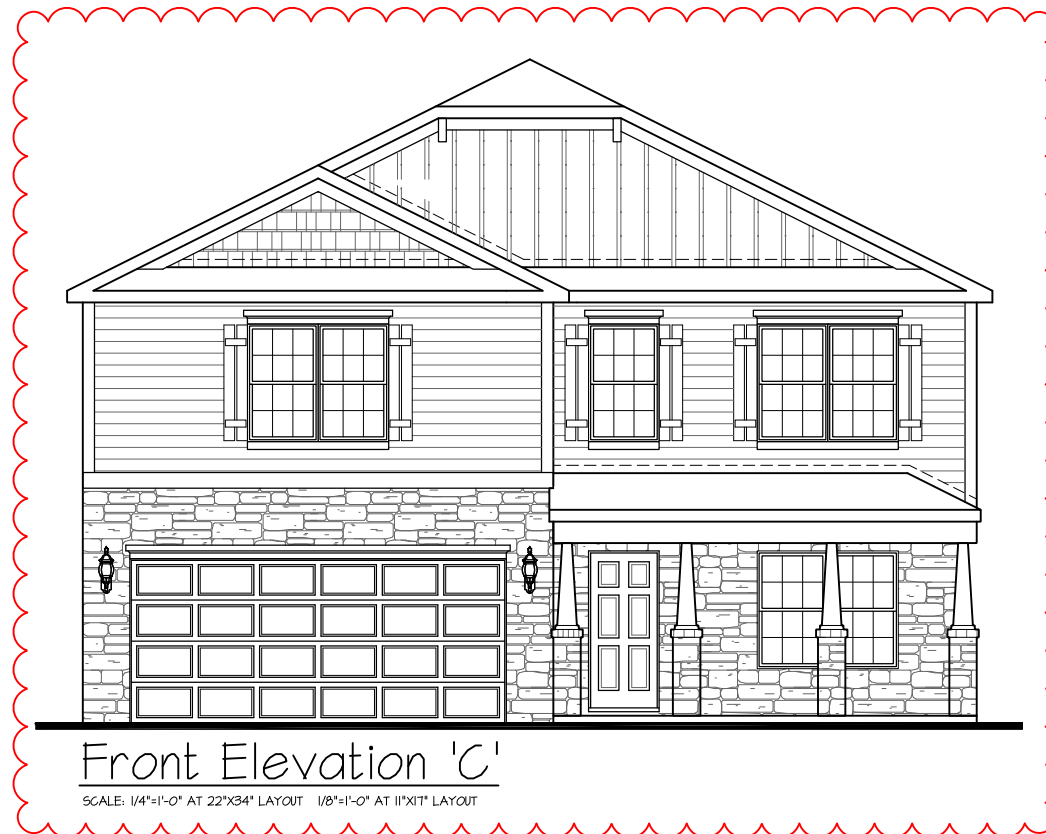 Front Elevation 'C'
SCALE: 1/4"=1'-0" AT 22"X34" LAYOUT 1/8"=1'-0" AT 11"X17" LAYOUT